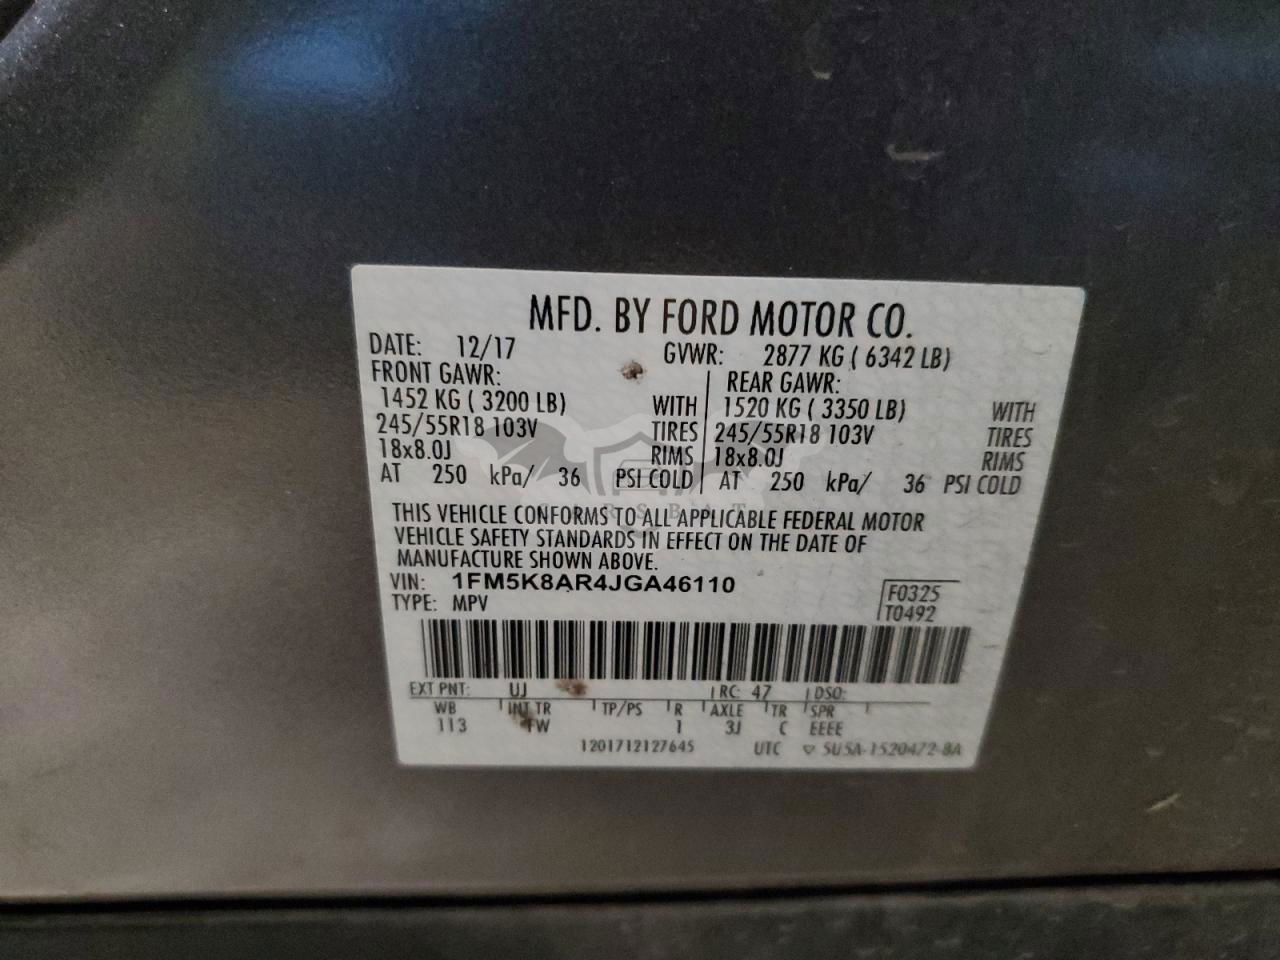 MFD. BY FORD MOTOR CO.
DATE: 12/17 GVWR: 2877 KG ( 6342 LB)
FRONT GAWR: REAR GAWR:
1452 KG ( 3200 LB) WITH 1520 KG ( 3350 LB) WITH
245/55R18 103V TIRES 245/55R18 103V TIRES
18x8.0J RIMS 18x8.0J RIMS
AT 250 kPa/ 36 PSI COLD AT 250 kPa/ 36 PSI COLD
THIS VEHICLE CONFORMS TO ALL APPLICABLE FEDERAL MOTOR
VEHICLE SAFETY STANDARDS IN EFFECT ON THE DATE OF
MANUFACTURE SHOWN ABOVE.
VIN: 1FM5K8AR4JGA46110 F0325
TYPE: MPV T0492
EXT PNT: UJ RC: 47 DSO:
WB INT TR TP/PS R AXLE TR SPR
113 1 3J C EEEE
1201712127645 UTC